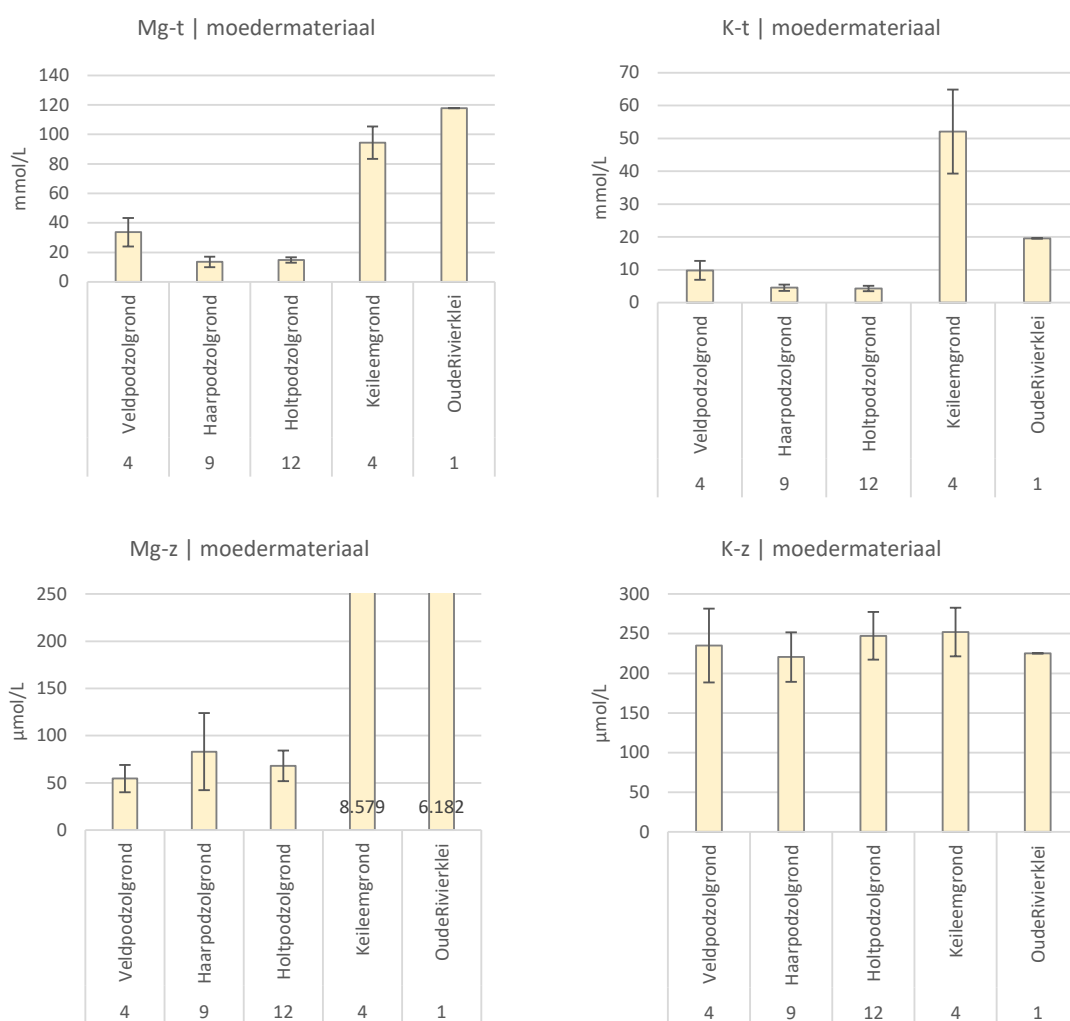 Mg-t | moedermateriaal
140
120
100
80
60
40
20
0
mmol/L
Veldpodzolgrond
Haarpodzolgrond
Holtpodzolgrond
Keileemgrond
OudeRivierklei
4 9 12 4 1
K-t | moedermateriaal
70
60
50
40
30
20
10
0
mmol/L
Veldpodzolgrond
Haarpodzolgrond
Holtpodzolgrond
Keileemgrond
OudeRivierklei
4 9 12 4 1
Mg-z | moedermateriaal
250
200
150
100
50
0
µmol/L
8.579 6.182
Veldpodzolgrond
Haarpodzolgrond
Holtpodzolgrond
Keileemgrond
OudeRivierklei
4 9 12 4 1
K-z | moedermateriaal
300
250
200
150
100
50
0
µmol/L
Veldpodzolgrond
Haarpodzolgrond
Holtpodzolgrond
Keileemgrond
OudeRivierklei
4 9 12 4 1